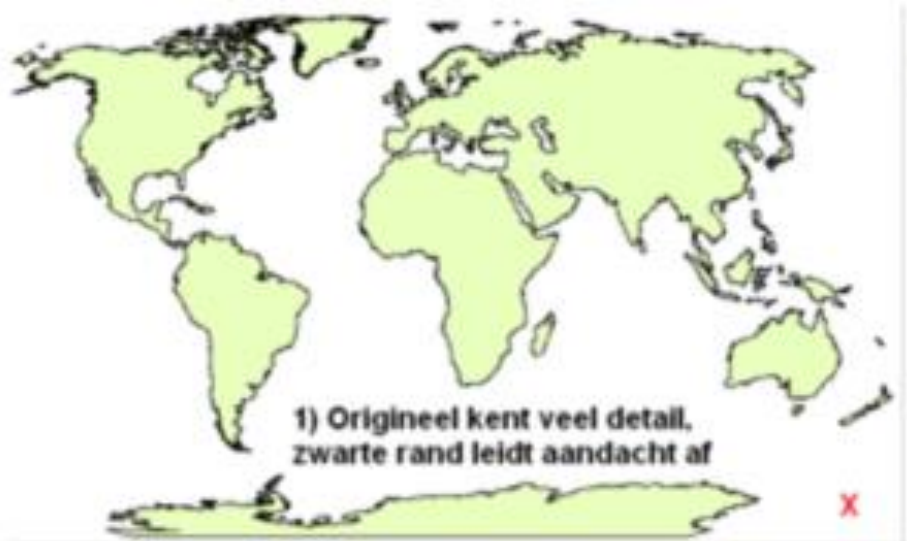 1) Origineel kent veel detail,
zwarte rand leidt aandacht af
X